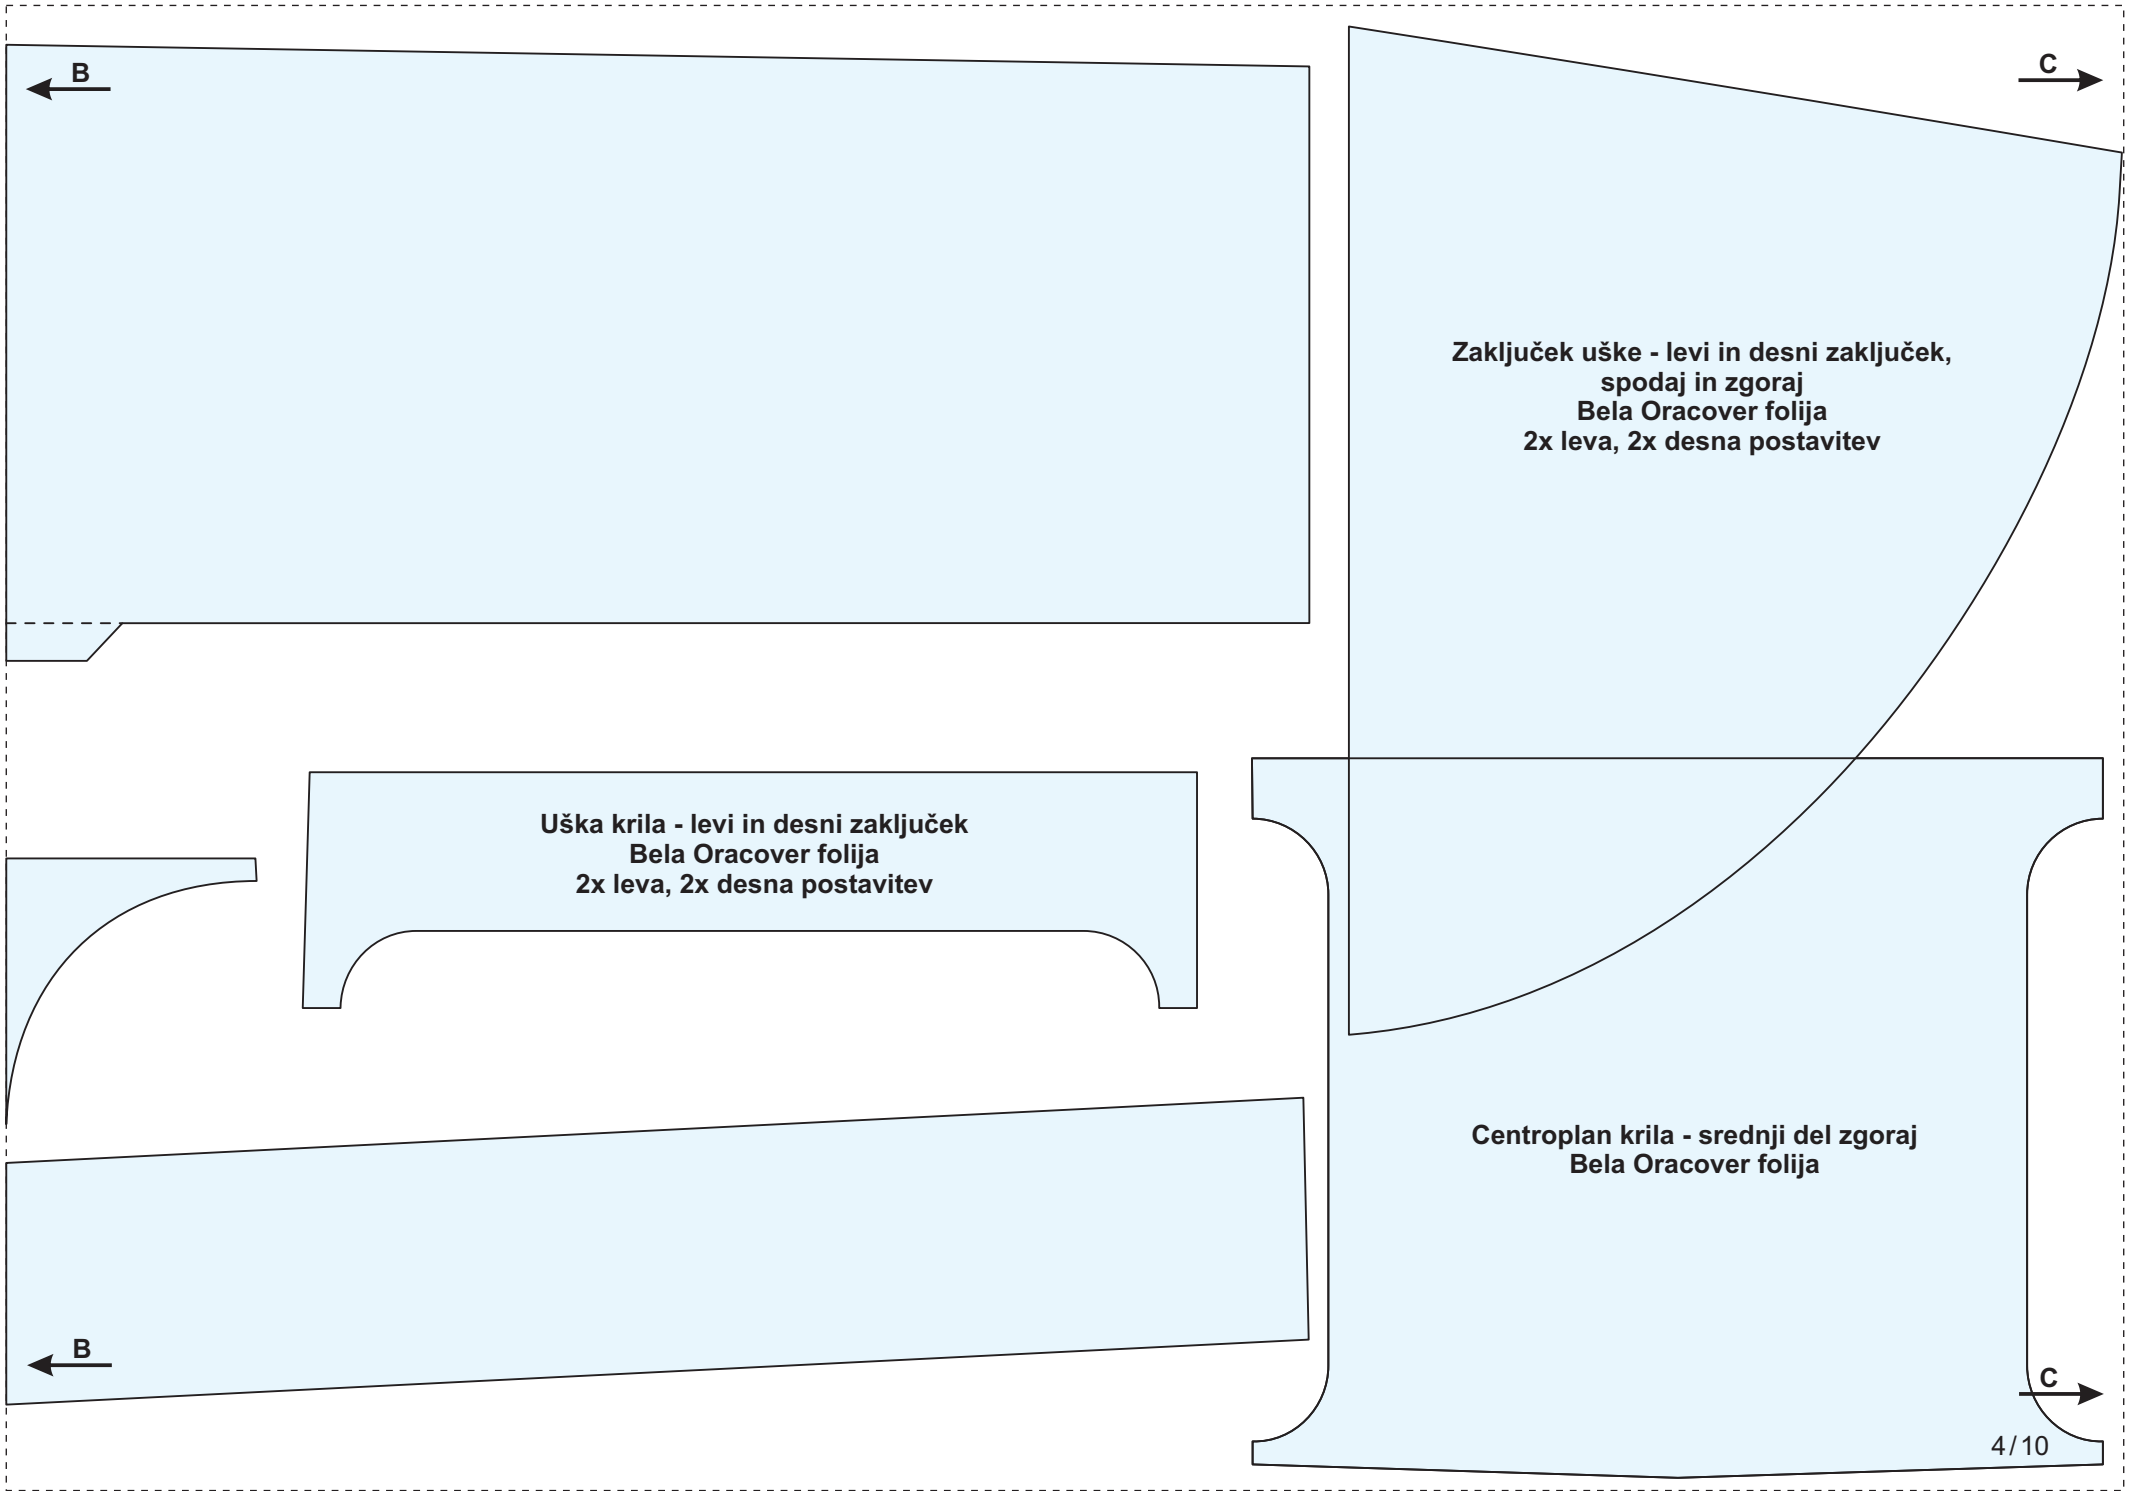 B
C
Zaključek uške - levi in desni zaključek,
spodaj in zgoraj
Bela Oracover folija
2x leva, 2x desna postavitev
Uška krila - levi in desni zaključek
Bela Oracover folija
2x leva, 2x desna postavitev
Centroplan krila - srednji del zgoraj
Bela Oracover folija
B
C
4/10